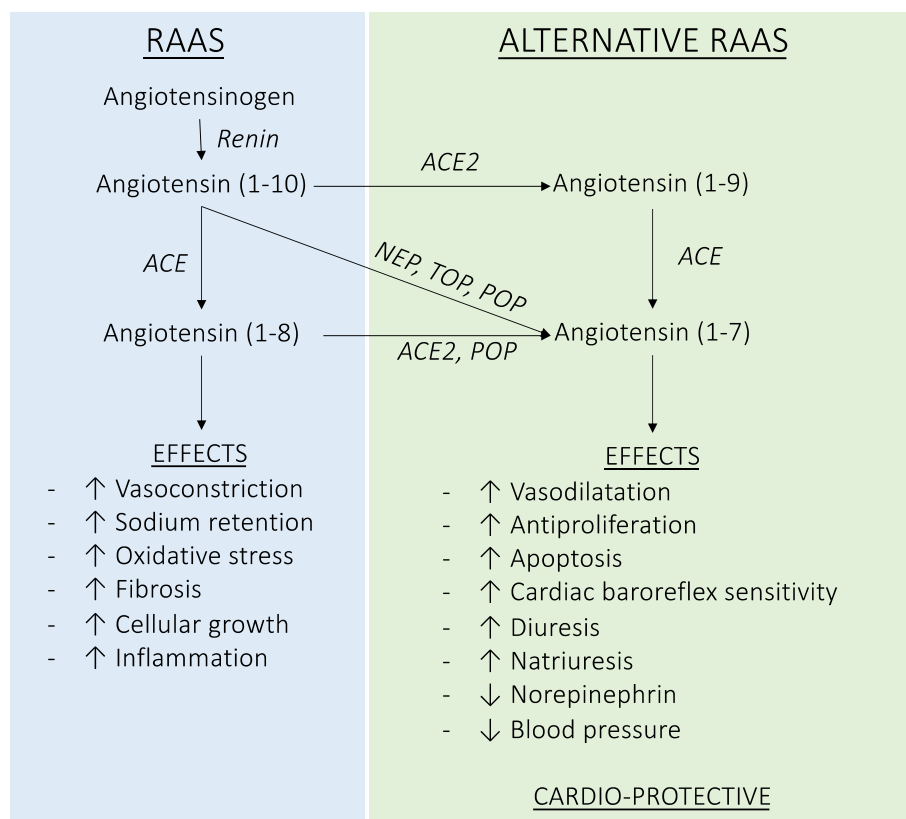 RAAS
Angiotensinogen
Renin
Angiotensin (1-10)
ACE
Angiotensin (1-8)
EFFECTS
- ↑ Vasoconstriction
- ↑ Sodium retention
- ↑ Oxidative stress
- ↑ Fibrosis
- ↑ Cellular growth
- ↑ Inflammation
ALTERNATIVE RAAS
ACE2
Angiotensin (1-9)
NEP, TOP, POP
ACE
Angiotensin (1-7)
ACE2, POP
EFFECTS
- ↑ Vasodilatation
- ↑ Antiproliferation
- ↑ Apoptosis
- ↑ Cardiac baroreflex sensitivity
- ↑ Diuresis
- ↑ Natriuresis
- ↓ Norepinephrin
- ↓ Blood pressure
CARDIO-PROTECTIVE